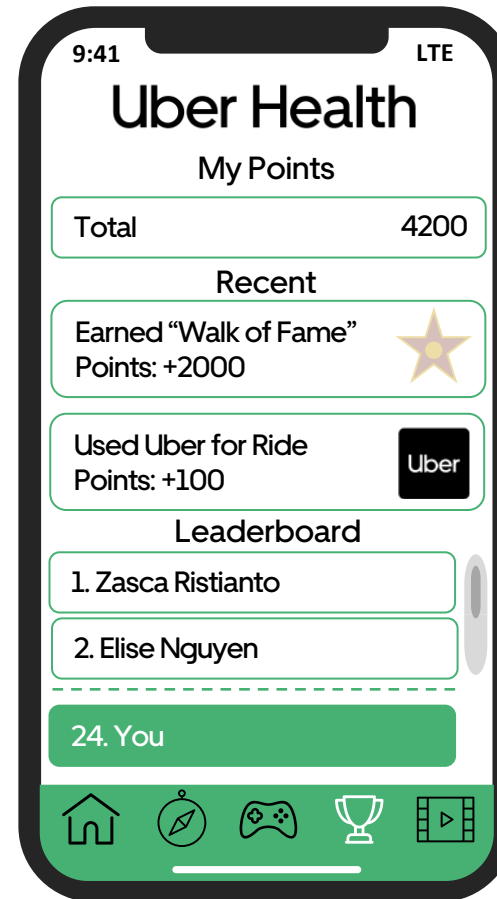 9:41 LTE
Uber Health
My Points
Total 4200
Recent
Earned “Walk of Fame”
Points: +2000
Used Uber for Ride
Points: +100
Uber
Leaderboard
1. Zasca Ristianto
2. Elise Nguyen
24. You